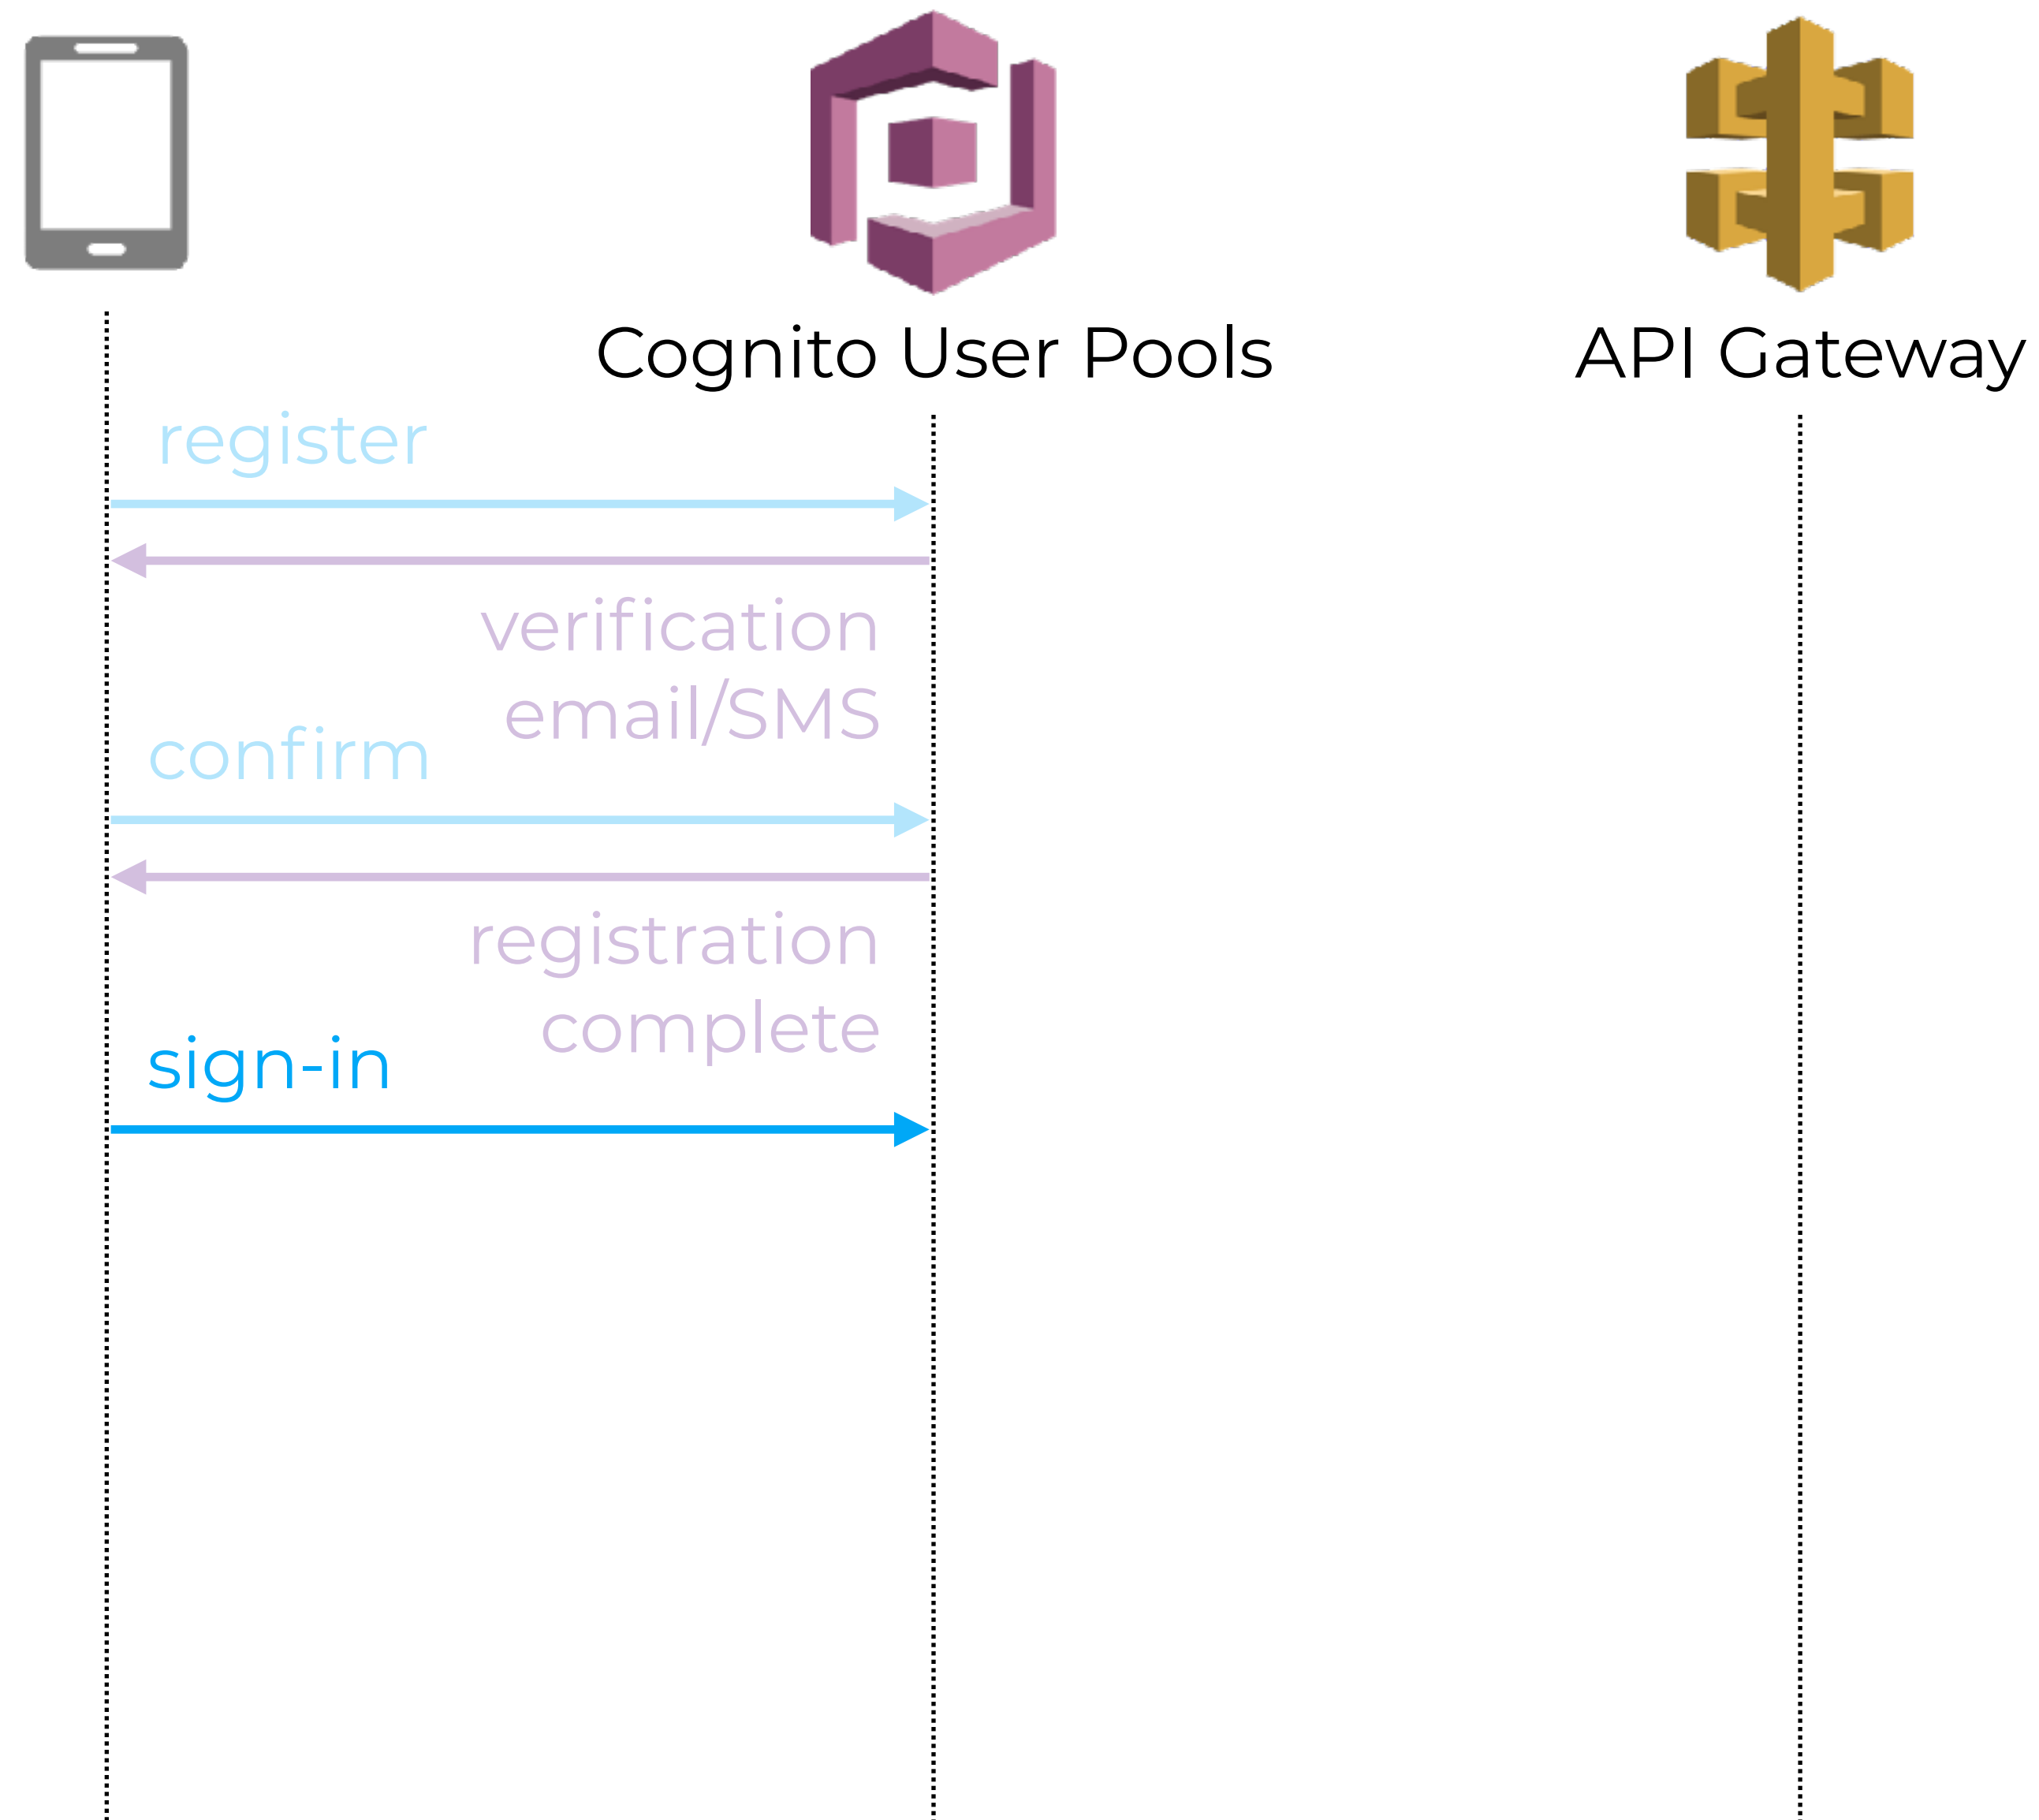 Cognito User Pools
API Gateway
register
verification
email/SMS
confirm
registration
complete
sign-in